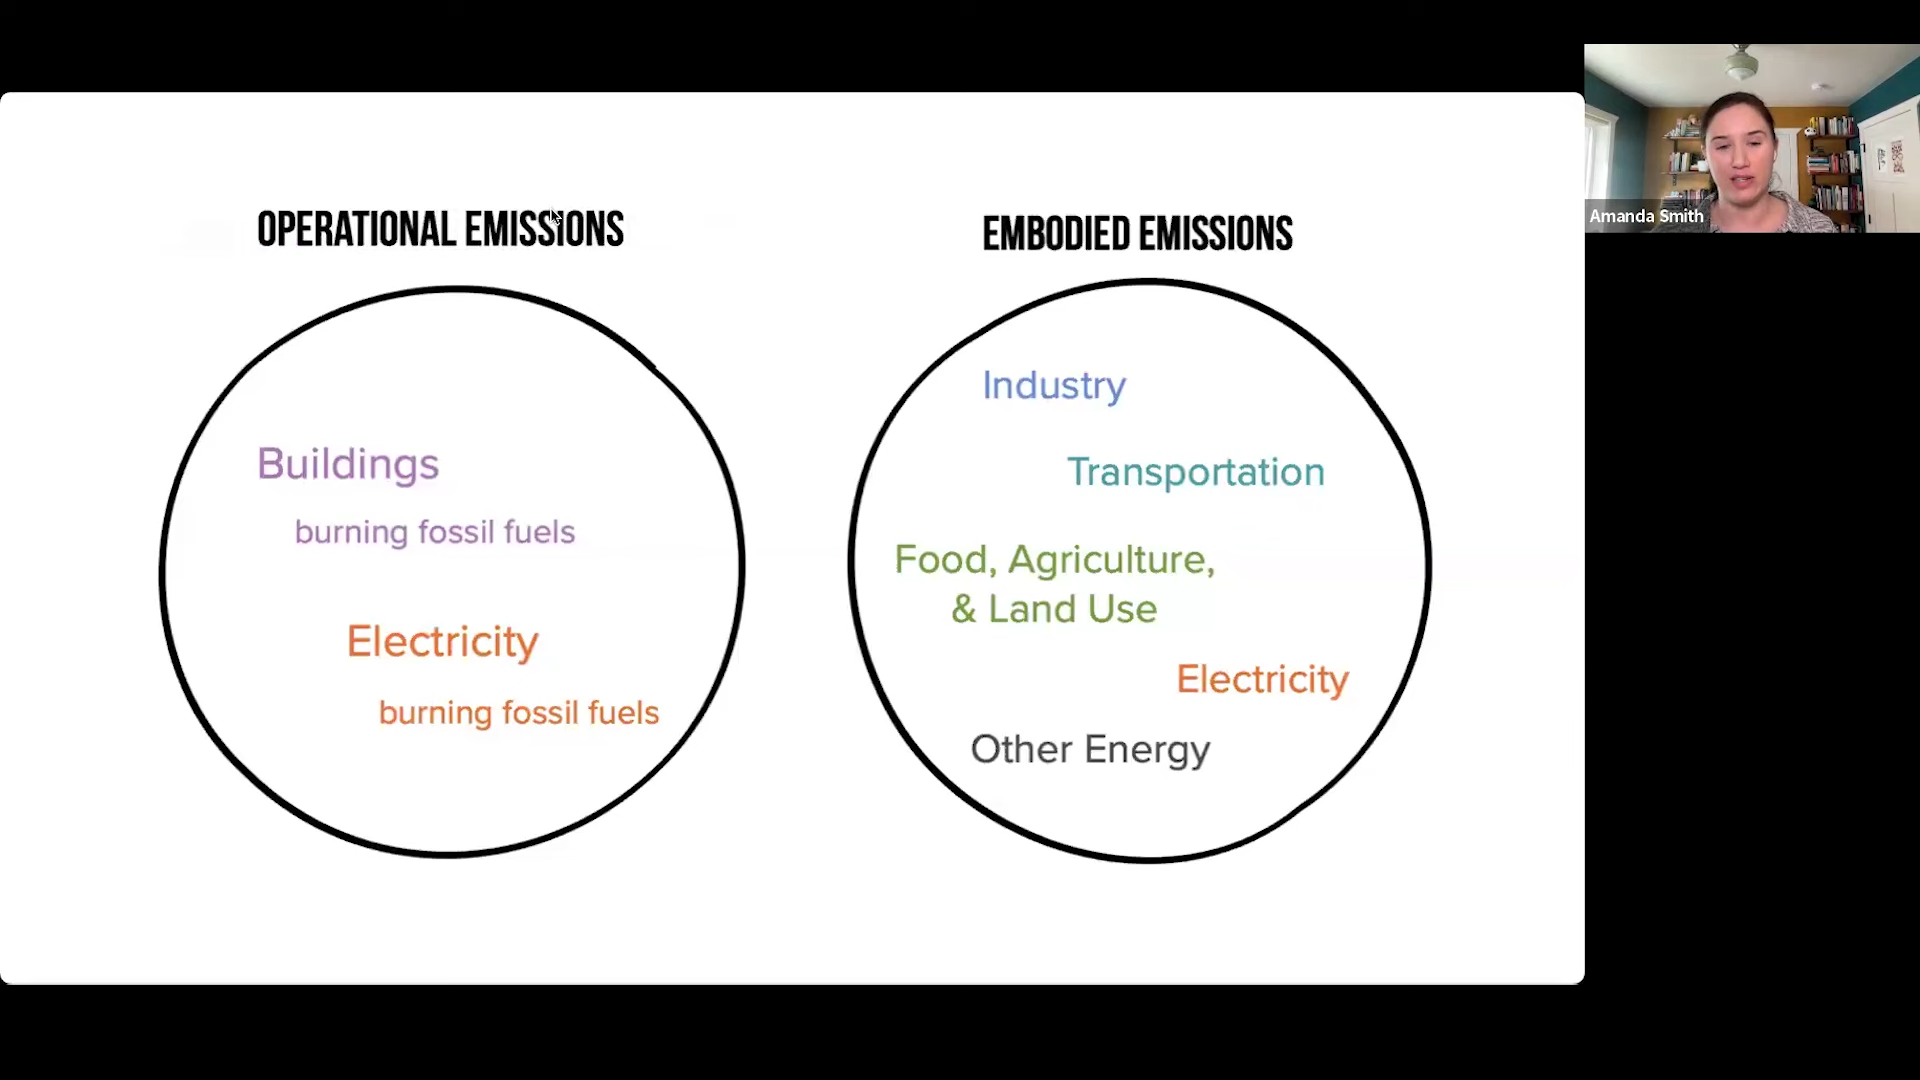 OPERATIONAL EMISSIONS
Buildings
burning fossil fuels
Electricity
burning fossil fuels
EMBODIED EMISSIONS
Industry
Transportation
Food, Agriculture,
& Land Use
Electricity
Other Energy
Amanda Smith